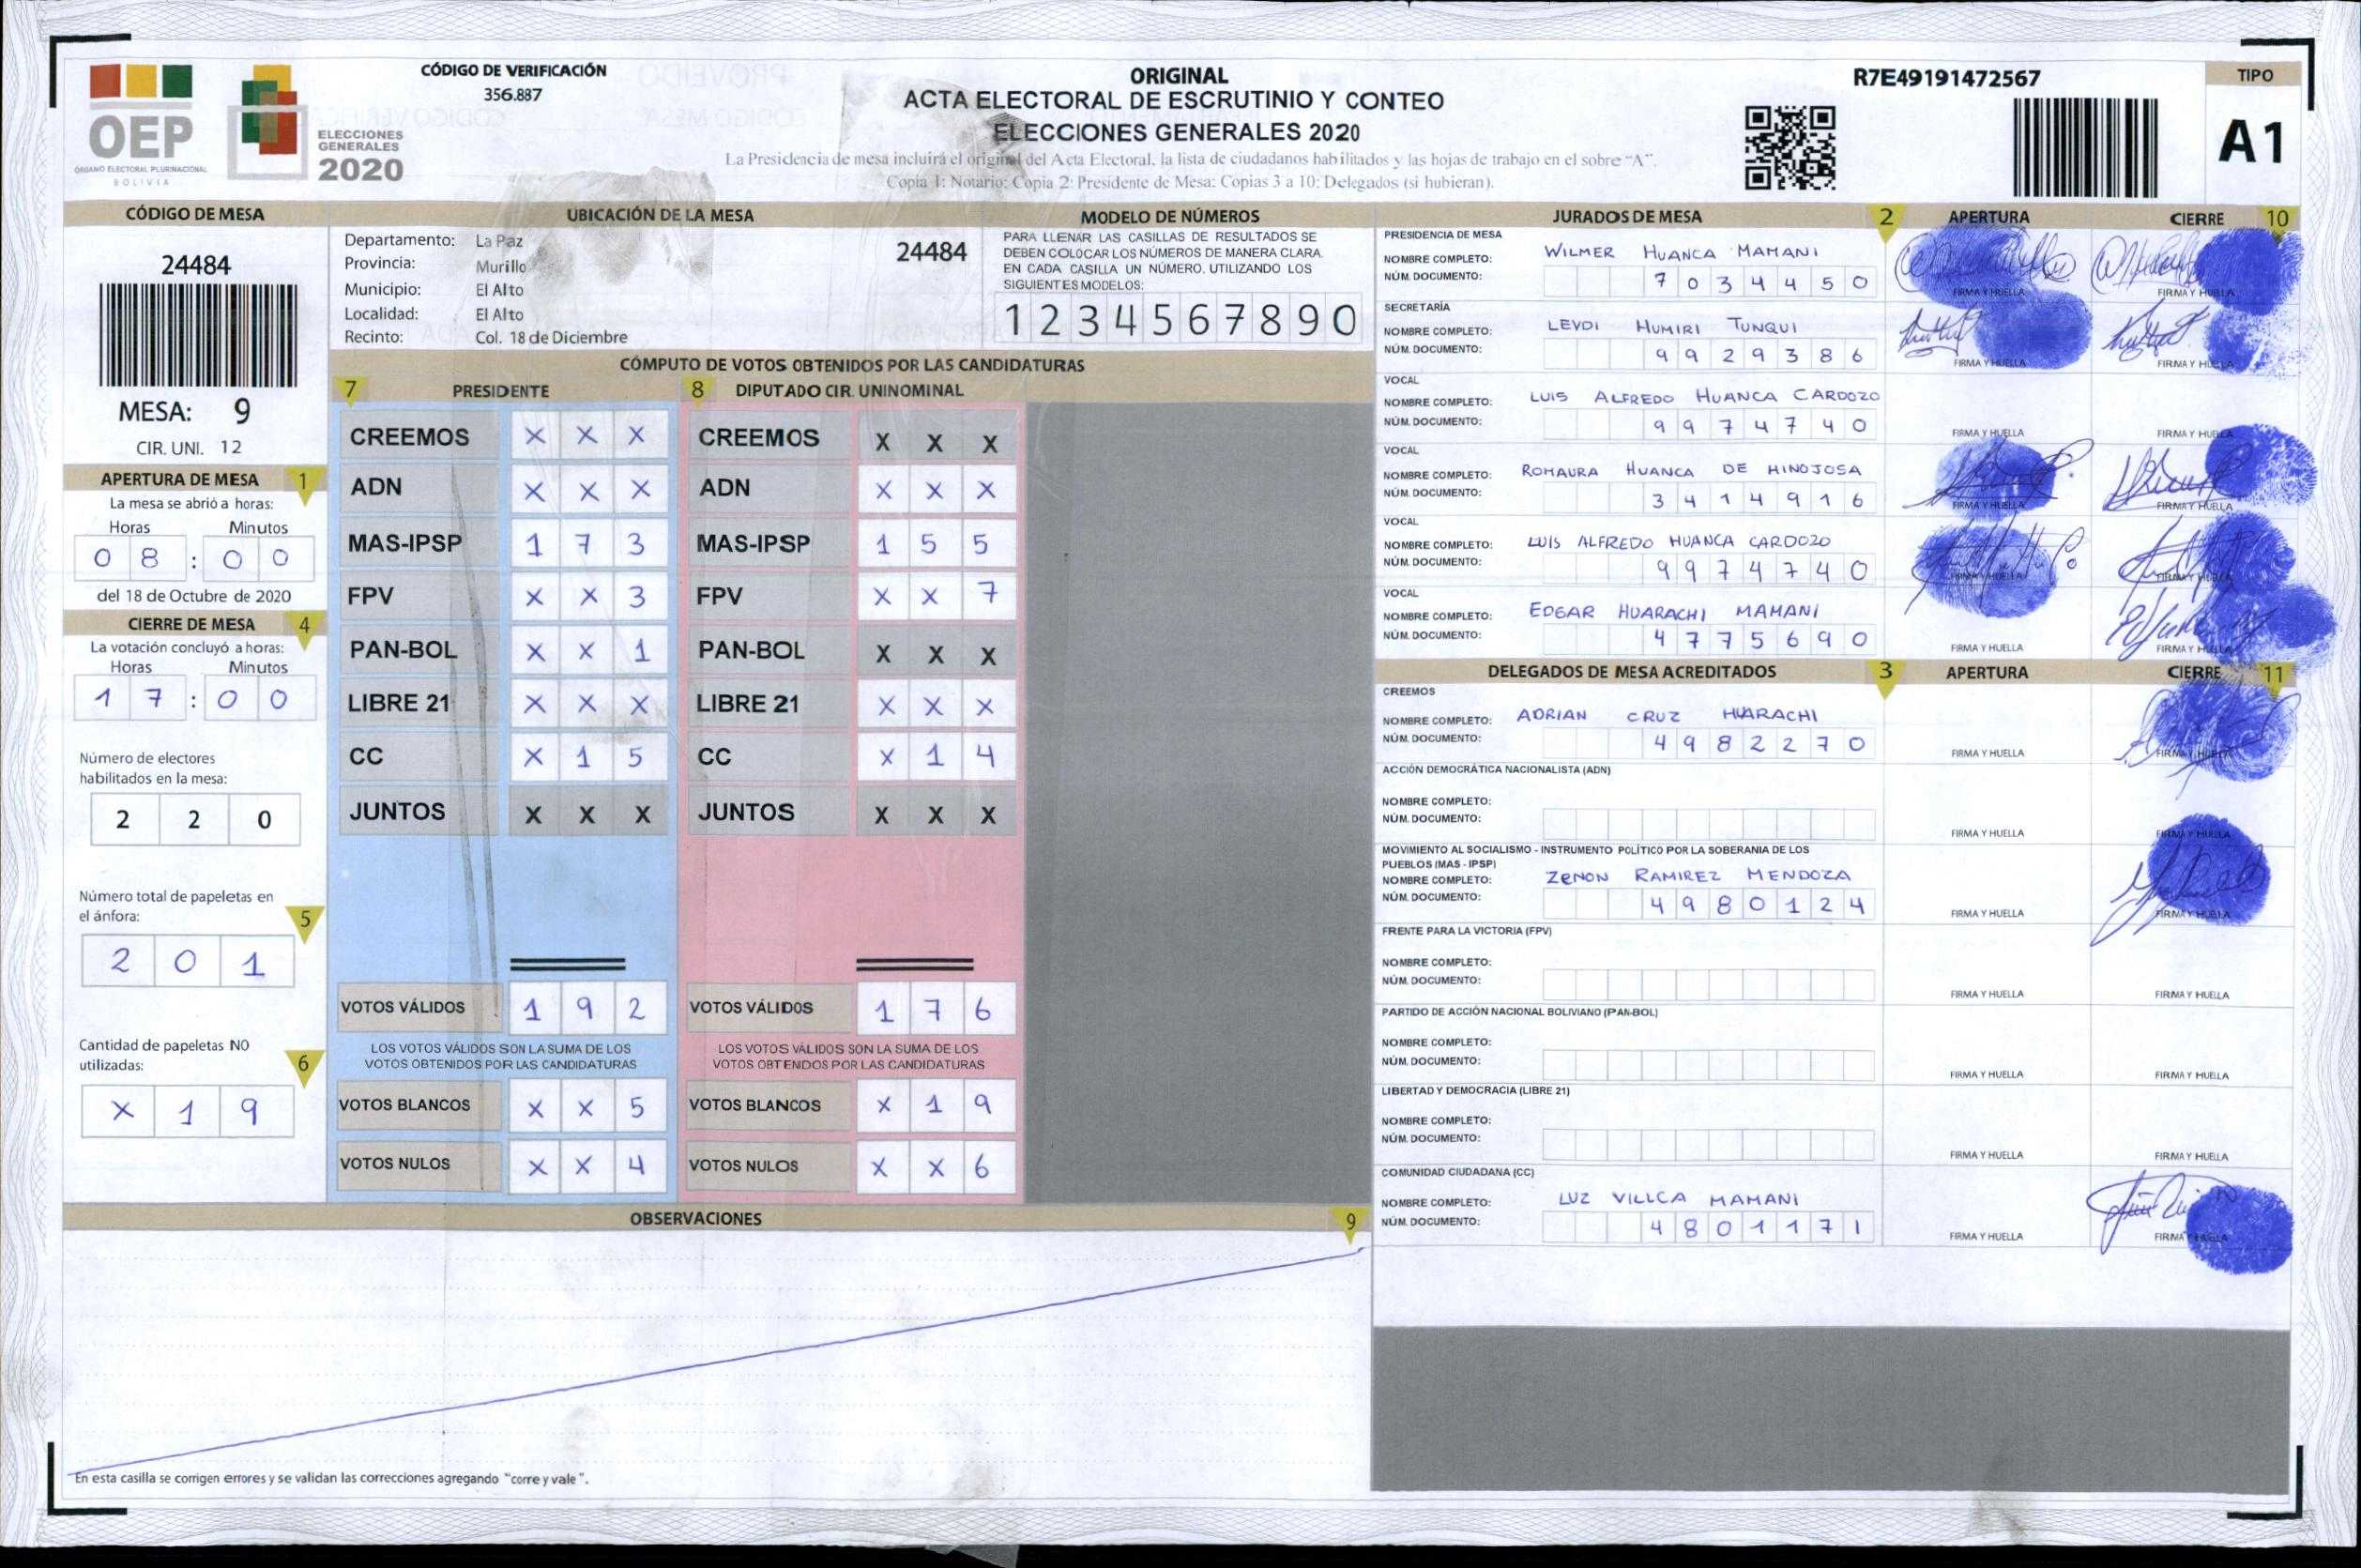 CÓDIGO DE VERIFICACIÓN
356.887
OEP
ÓRGANO ELECTORAL PLURINACIONAL
BOLIVIA
ELECCIONES
GENERALES
2020
ORIGINAL
ACTA ELECTORAL DE ESCRUTINIO Y CONTEO
ELECCIONES GENERALES 2020
La Presidencia de mesa incluirá el original del Acta Electoral, la lista de ciudadanos habilitados y las hojas de trabajo en el sobre "A".
Copia 1: Notario; Copia 2: Presidente de Mesa; Copias 3 a 10: Delegados (si hubieran).
R7E49191472567
TIPO
A1
CÓDIGO DE MESA
24484
MESA: 9
CIR. UNI. 12
APERTURA DE MESA 1
La mesa se abrió a horas:
Horas Minutos
0 8 : 0 0
del 18 de Octubre de 2020
CIERRE DE MESA 4
La votación concluyó a horas:
Horas Minutos
1 7 : 0 0
Número de electores
habilitados en la mesa:
2 2 0
Número total de papeletas en
el ánfora: 5
2 0 1
Cantidad de papeletas NO
utilizadas: 6
X 1 9
UBICACIÓN DE LA MESA
Departamento: La Paz
Provincia: Murillo
Municipio: El Alto
Localidad: El Alto
Recinto: Col. 18 de Diciembre
24484
MODELO DE NÚMEROS
PARA LLENAR LAS CASILLAS DE RESULTADOS SE
DEBEN COLOCAR LOS NÚMEROS DE MANERA CLARA.
EN CADA CASILLA UN NÚMERO. UTILIZANDO LOS
SIGUIENTES MODELOS:
1 2 3 4 5 6 7 8 9 0
CÓMPUTO DE VOTOS OBTENIDOS POR LAS CANDIDATURAS
7 PRESIDENTE
CREEMOS X X X
ADN X X X
MAS-IPSP 1 7 3
FPV X X 3
PAN-BOL X X 1
LIBRE 21 X X X
CC X 1 5
JUNTOS X X X
VOTOS VÁLIDOS 1 9 2
LOS VOTOS VÁLIDOS SON LA SUMA DE LOS
VOTOS OBTENIDOS POR LAS CANDIDATURAS
VOTOS BLANCOS X X 5
VOTOS NULOS X X 4
8 DIPUTADO CIR. UNINOMINAL
CREEMOS X X X
ADN X X X
MAS-IPSP 1 5 5
FPV X X 7
PAN-BOL X X X
LIBRE 21 X X X
CC X 1 4
JUNTOS X X X
VOTOS VÁLIDOS 1 7 6
LOS VOTOS VÁLIDOS SON LA SUMA DE LOS
VOTOS OBTENDOS POR LAS CANDIDATURAS
VOTOS BLANCOS X 1 9
VOTOS NULOS X X 6
OBSERVACIONES 9
En esta casilla se corrigen errores y se validan las correcciones agregando "corre y vale".
JURADOS DE MESA 2 APERTURA CIERRE 10
PRESIDENCIA DE MESA
NOMBRE COMPLETO: WILMER HUANCA MAMANI
NÚM. DOCUMENTO: 7 0 3 4 4 5 0
FIRMA Y HUELLA FIRMA Y HUELLA
SECRETARÍA
NOMBRE COMPLETO: LEYDI HUMIRI TUNQUI
NÚM. DOCUMENTO: 9 9 2 9 3 8 6
FIRMA Y HUELLA FIRMA Y HUELLA
VOCAL
NOMBRE COMPLETO: LUIS ALFREDO HUANCA CARDOZO
NÚM. DOCUMENTO: 9 9 7 4 7 4 0
FIRMA Y HUELLA FIRMA Y HUELLA
VOCAL
NOMBRE COMPLETO: ROMAURA HUANCA DE HINOJOSA
NÚM. DOCUMENTO: 3 4 1 4 9 1 6
FIRMA Y HUELLA FIRMA Y HUELLA
VOCAL
NOMBRE COMPLETO: LUIS ALFREDO HUANCA CARDOZO
NÚM. DOCUMENTO: 9 9 7 4 7 4 0
FIRMA Y HUELLA FIRMA Y HUELLA
VOCAL
NOMBRE COMPLETO: EDGAR HUARACHI MAMANI
NÚM. DOCUMENTO: 4 7 7 5 6 9 0
FIRMA Y HUELLA FIRMA Y HUELLA
DELEGADOS DE MESA ACREDITADOS 3 APERTURA CIERRE 11
CREEMOS
NOMBRE COMPLETO: ADRIAN CRUZ HUARACHI
NÚM. DOCUMENTO: 4 9 8 2 2 7 0
FIRMA Y HUELLA FIRMA Y HUELLA
ACCIÓN DEMOCRÁTICA NACIONALISTA (ADN)
NOMBRE COMPLETO:
NÚM. DOCUMENTO:
FIRMA Y HUELLA FIRMA Y HUELLA
MOVIMIENTO AL SOCIALISMO - INSTRUMENTO POLÍTICO POR LA SOBERANIA DE LOS
PUEBLOS (MAS - IPSP)
NOMBRE COMPLETO: ZENON RAMIREZ MENDOZA
NÚM. DOCUMENTO: 4 9 8 0 1 2 4
FIRMA Y HUELLA FIRMA Y HUELLA
FRENTE PARA LA VICTORIA (FPV)
NOMBRE COMPLETO:
NÚM. DOCUMENTO:
FIRMA Y HUELLA FIRMA Y HUELLA
PARTIDO DE ACCIÓN NACIONAL BOLIVIANO (PAN-BOL)
NOMBRE COMPLETO:
NÚM. DOCUMENTO:
FIRMA Y HUELLA FIRMA Y HUELLA
LIBERTAD Y DEMOCRACIA (LIBRE 21)
NOMBRE COMPLETO:
NÚM. DOCUMENTO:
FIRMA Y HUELLA FIRMA Y HUELLA
COMUNIDAD CIUDADANA (CC)
NOMBRE COMPLETO: LUZ VILLCA MAMANI
NÚM. DOCUMENTO: 4 8 0 1 1 7 1
FIRMA Y HUELLA FIRMA Y HUELLA